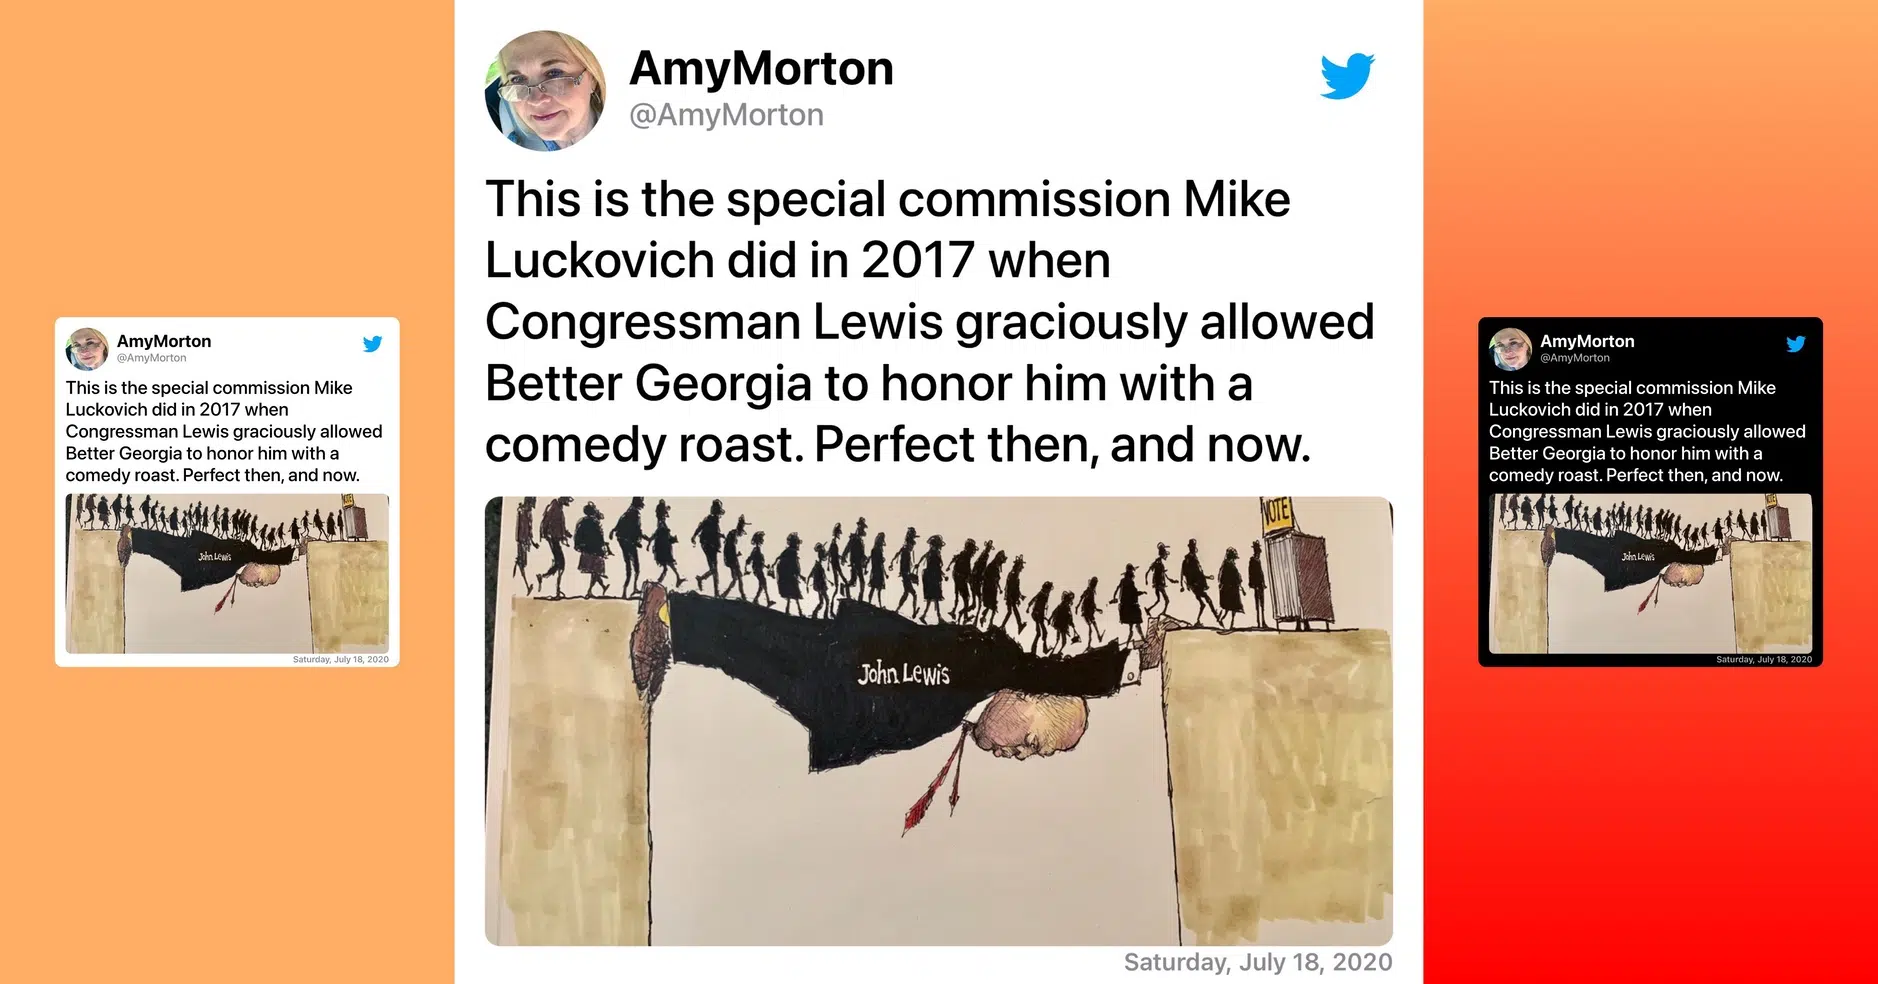 AmyMorton
@AmyMorton
This is the special commission Mike
Luckovich did in 2017 when
Congressman Lewis graciously allowed
Better Georgia to honor him with a
comedy roast. Perfect then, and now.
VOTE
John Lewis
Saturday, July 18, 2020
AmyMorton
@AmyMorton
This is the special commission Mike
Luckovich did in 2017 when
Congressman Lewis graciously allowed
Better Georgia to honor him with a
comedy roast. Perfect then, and now.
VOTE
John Lewis
Saturday, July 18, 2020
AmyMorton
@AmyMorton
This is the special commission Mike
Luckovich did in 2017 when
Congressman Lewis graciously allowed
Better Georgia to honor him with a
comedy roast. Perfect then, and now.
VOTE
John Lewis
Saturday, July 18, 2020